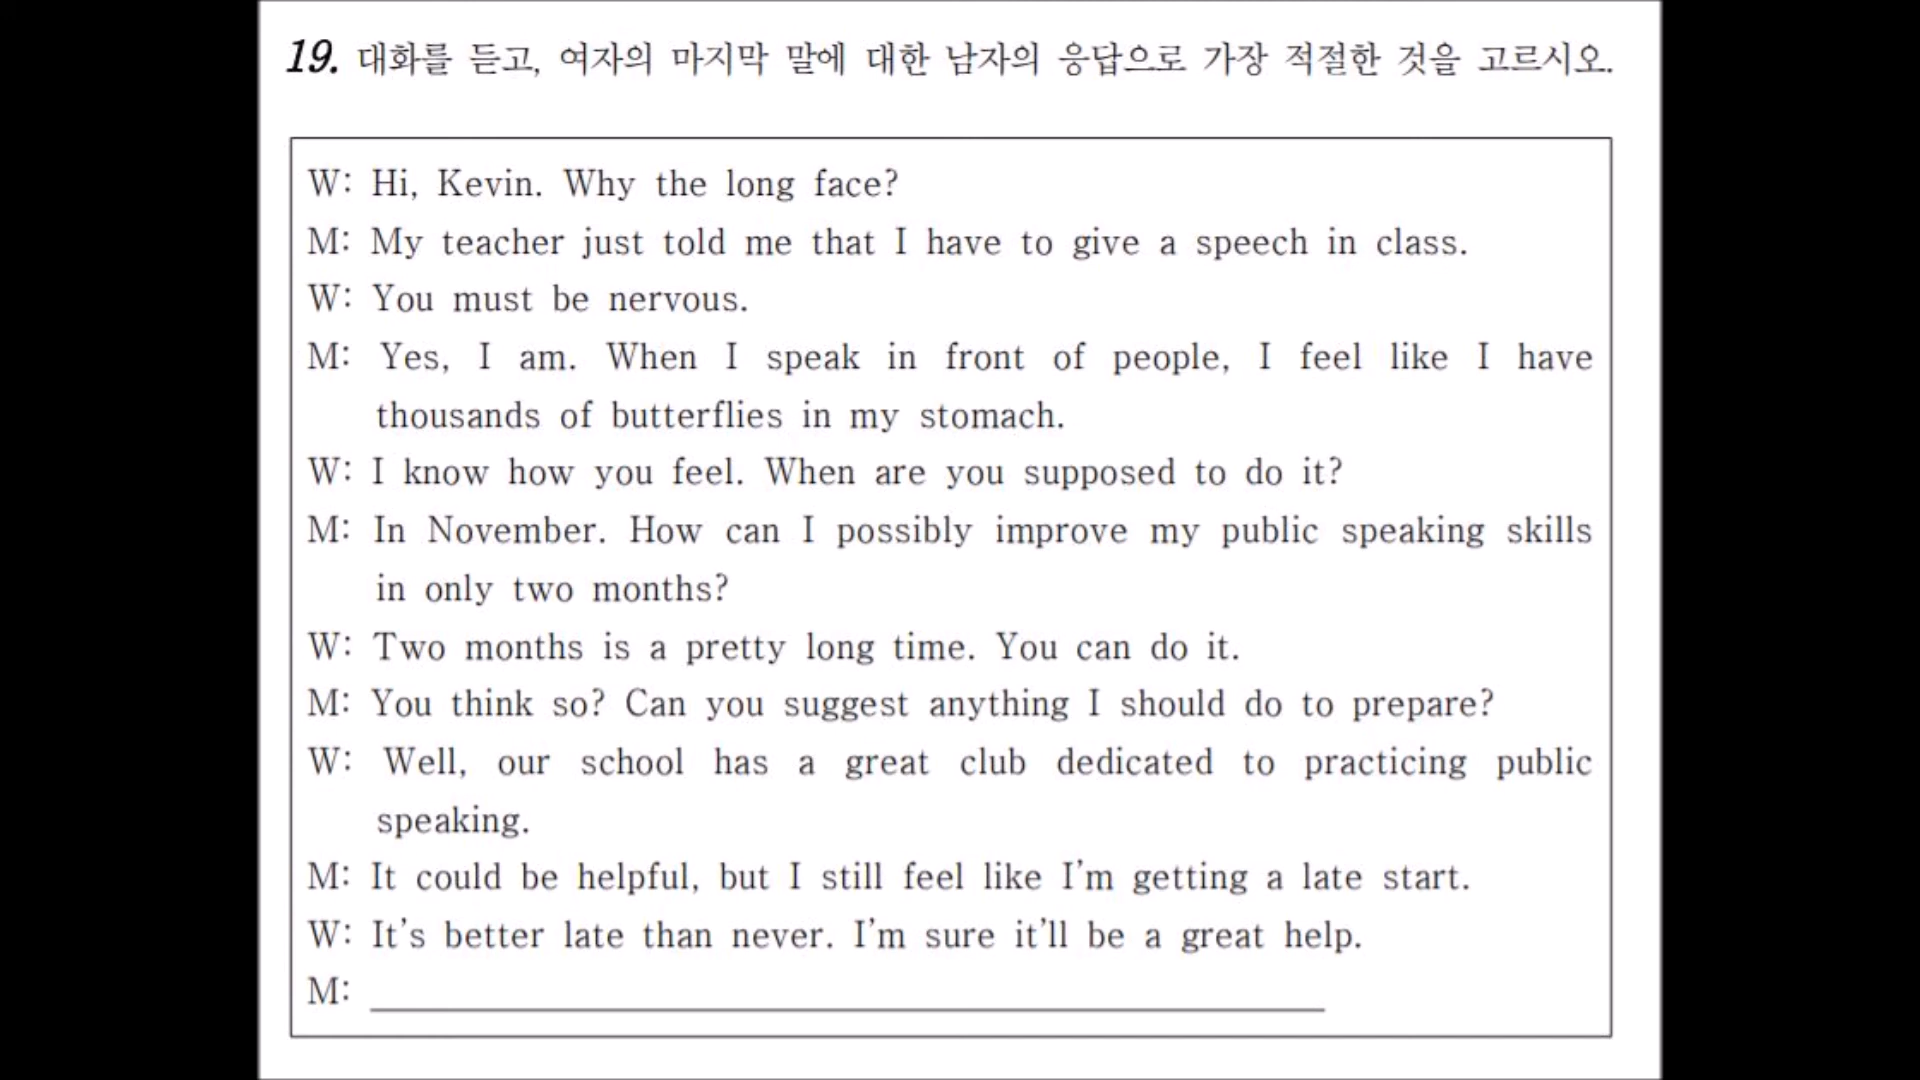 19. 대화를 듣고, 여자의 마지막 말에 대한 남자의 응답으로 가장 적절한 것을 고르시오.
W: Hi, Kevin. Why the long face?
M: My teacher just told me that I have to give a speech in class.
W: You must be nervous.
M: Yes, I am. When I speak in front of people, I feel like I have
thousands of butterflies in my stomach.
W: I know how you feel. When are you supposed to do it?
M: In November. How can I possibly improve my public speaking skills
in only two months?
W: Two months is a pretty long time. You can do it.
M: You think so? Can you suggest anything I should do to prepare?
W: Well, our school has a great club dedicated to practicing public
speaking.
M: It could be helpful, but I still feel like I'm getting a late start.
W: It's better late than never. I'm sure it'll be a great help.
M: